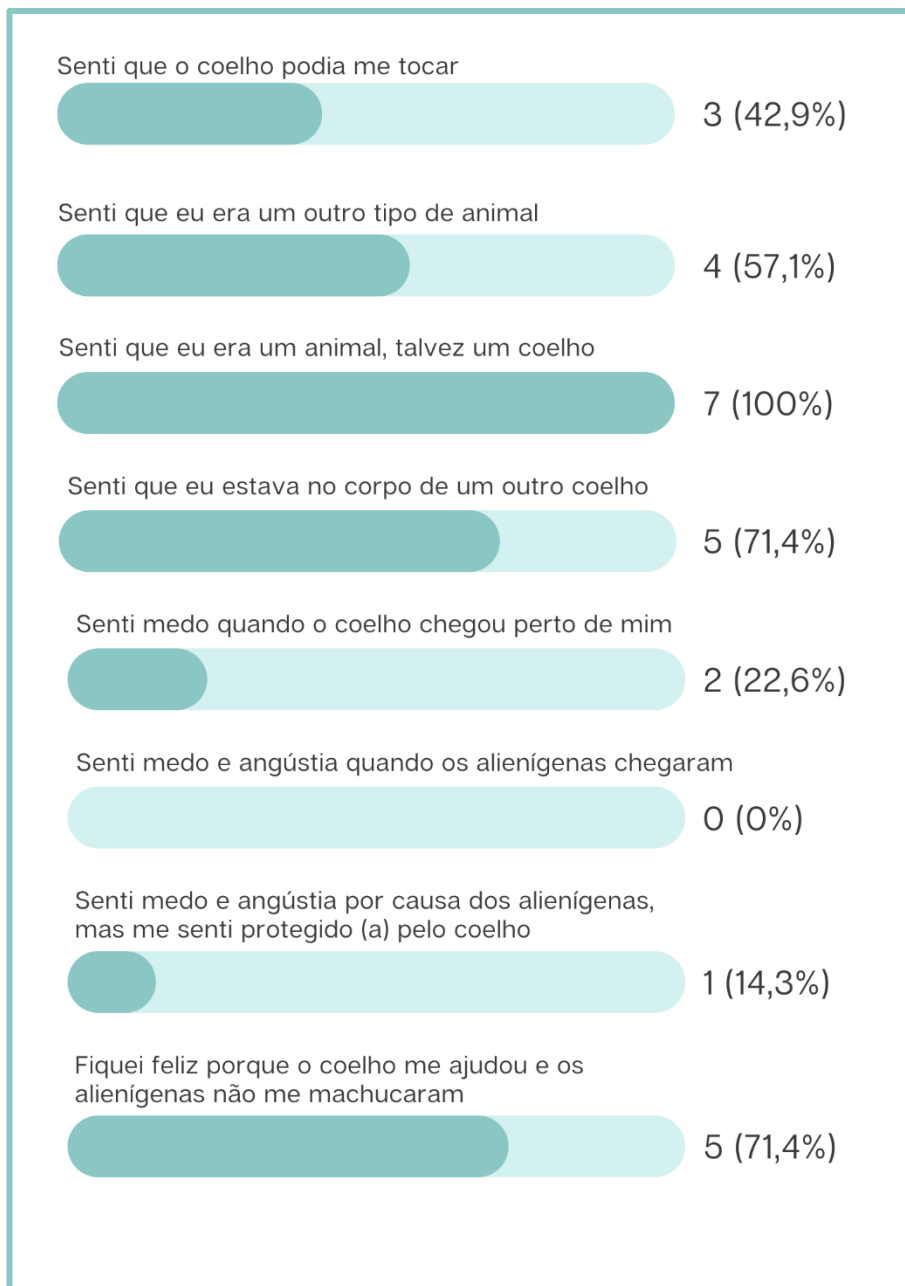 Senti que o coelho podia me tocar
3 (42,9%)
Senti que eu era um outro tipo de animal
4 (57,1%)
Senti que eu era um animal, talvez um coelho
7 (100%)
Senti que eu estava no corpo de um outro coelho
5 (71,4%)
Senti medo quando o coelho chegou perto de mim
2 (22,6%)
Senti medo e angústia quando os alienígenas chegaram
0 (0%)
Senti medo e angústia por causa dos alienígenas,
mas me senti protegido (a) pelo coelho
1 (14,3%)
Fiquei feliz porque o coelho me ajudou e os
alienígenas não me machucaram
5 (71,4%)